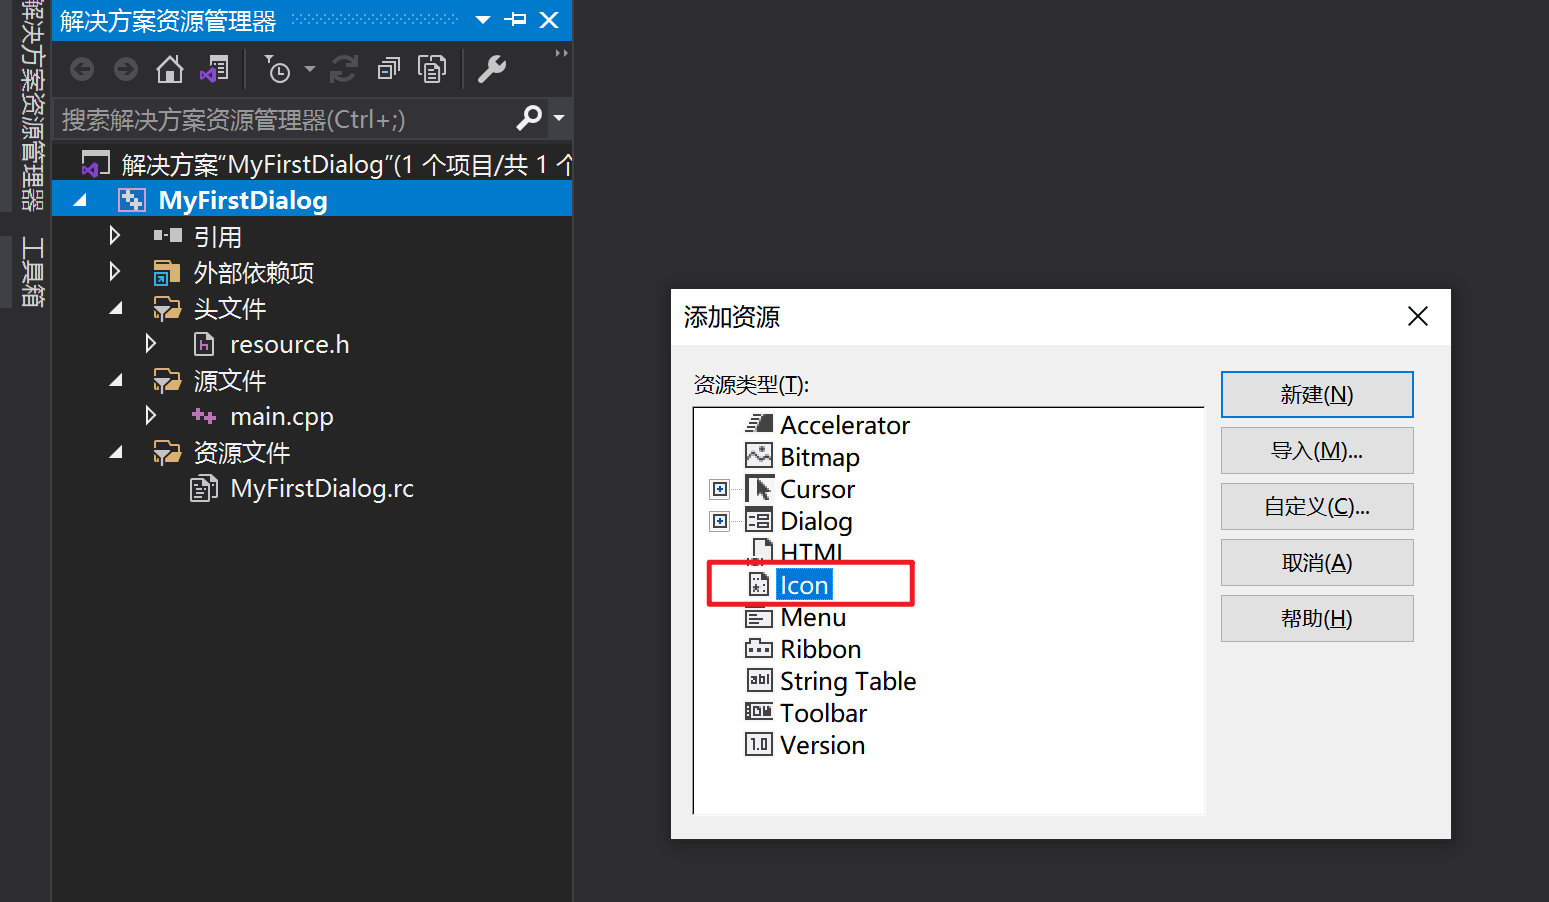 解决方案资源管理器
工具箱
解决方案资源管理器
搜索解决方案资源管理器(Ctrl+;)
解决方案“MyFirstDialog”(1 个项目/共 1 个
MyFirstDialog
引用
外部依赖项
头文件
resource.h
源文件
main.cpp
资源文件
MyFirstDialog.rc
添加资源
资源类型(T):
Accelerator
Bitmap
Cursor
Dialog
HTML
Icon
Menu
Ribbon
String Table
Toolbar
Version
新建(N)
导入(M)...
自定义(C)...
取消(A)
帮助(H)